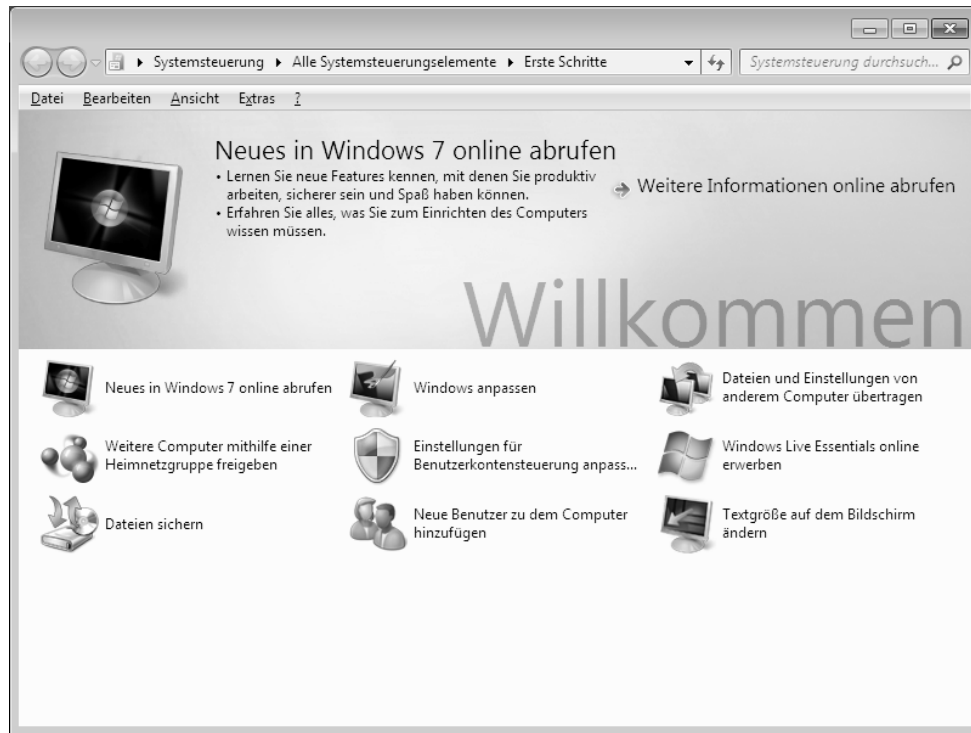 Systemsteuerung ▸ Alle Systemsteuerungselemente ▸ Erste Schritte
Systemsteuerung durchsuch...
Datei Bearbeiten Ansicht Extras ?
Neues in Windows 7 online abrufen
• Lernen Sie neue Features kennen, mit denen Sie produktiv
arbeiten, sicherer sein und Spaß haben können.
• Erfahren Sie alles, was Sie zum Einrichten des Computers
wissen müssen.
Weitere Informationen online abrufen
Willkommen
Neues in Windows 7 online abrufen
Windows anpassen
Dateien und Einstellungen von
anderem Computer übertragen
Weitere Computer mithilfe einer
Heimnetzgruppe freigeben
Einstellungen für
Benutzerkontensteuerung anpass...
Windows Live Essentials online
erwerben
Dateien sichern
Neue Benutzer zu dem Computer
hinzufügen
Textgröße auf dem Bildschirm
ändern